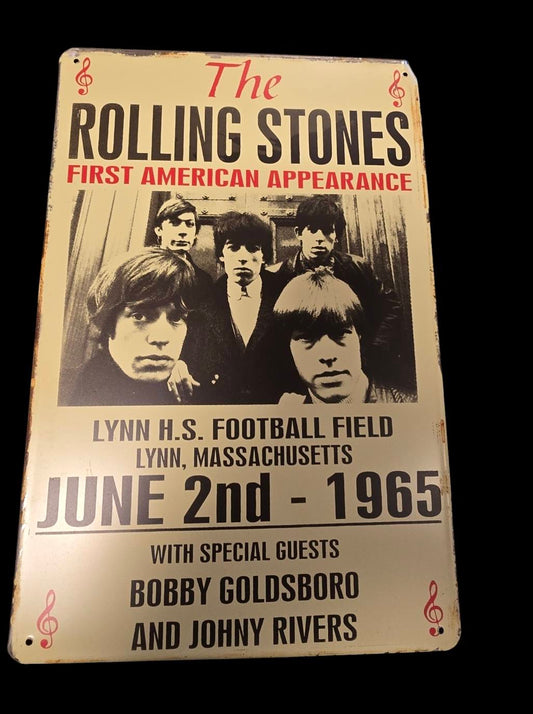 The
ROLLING STONES
FIRST AMERICAN APPEARANCE
LYNN H.S. FOOTBALL FIELD
LYNN, MASSACHUSETTS
JUNE 2nd - 1965
WITH SPECIAL GUESTS
BOBBY GOLDSBORO
AND JOHNY RIVERS